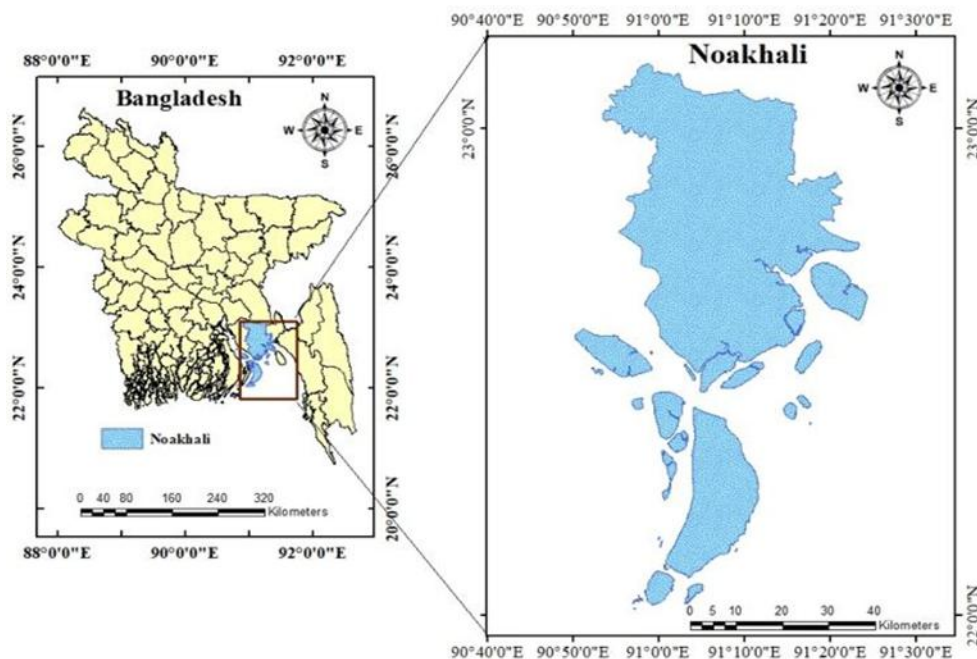 88°0'0"E 90°0'0"E 92°0'0"E
Bangladesh
N
W E
S
26°0'0"N
24°0'0"N
22°0'0"N
20°0'0"N
26°0'0"N
24°0'0"N
22°0'0"N
Noakhali
0 40 80 160 240 320
Kilometers
88°0'0"E 90°0'0"E 92°0'0"E
90°40'0"E 90°50'0"E 91°0'0"E 91°10'0"E 91°20'0"E 91°30'0"E
Noakhali
N
W E
S
23°0'0"N
23°0'0"N
22°0'0"N
0 5 10 20 30 40
Kilometers
90°40'0"E 90°50'0"E 91°0'0"E 91°10'0"E 91°20'0"E 91°30'0"E